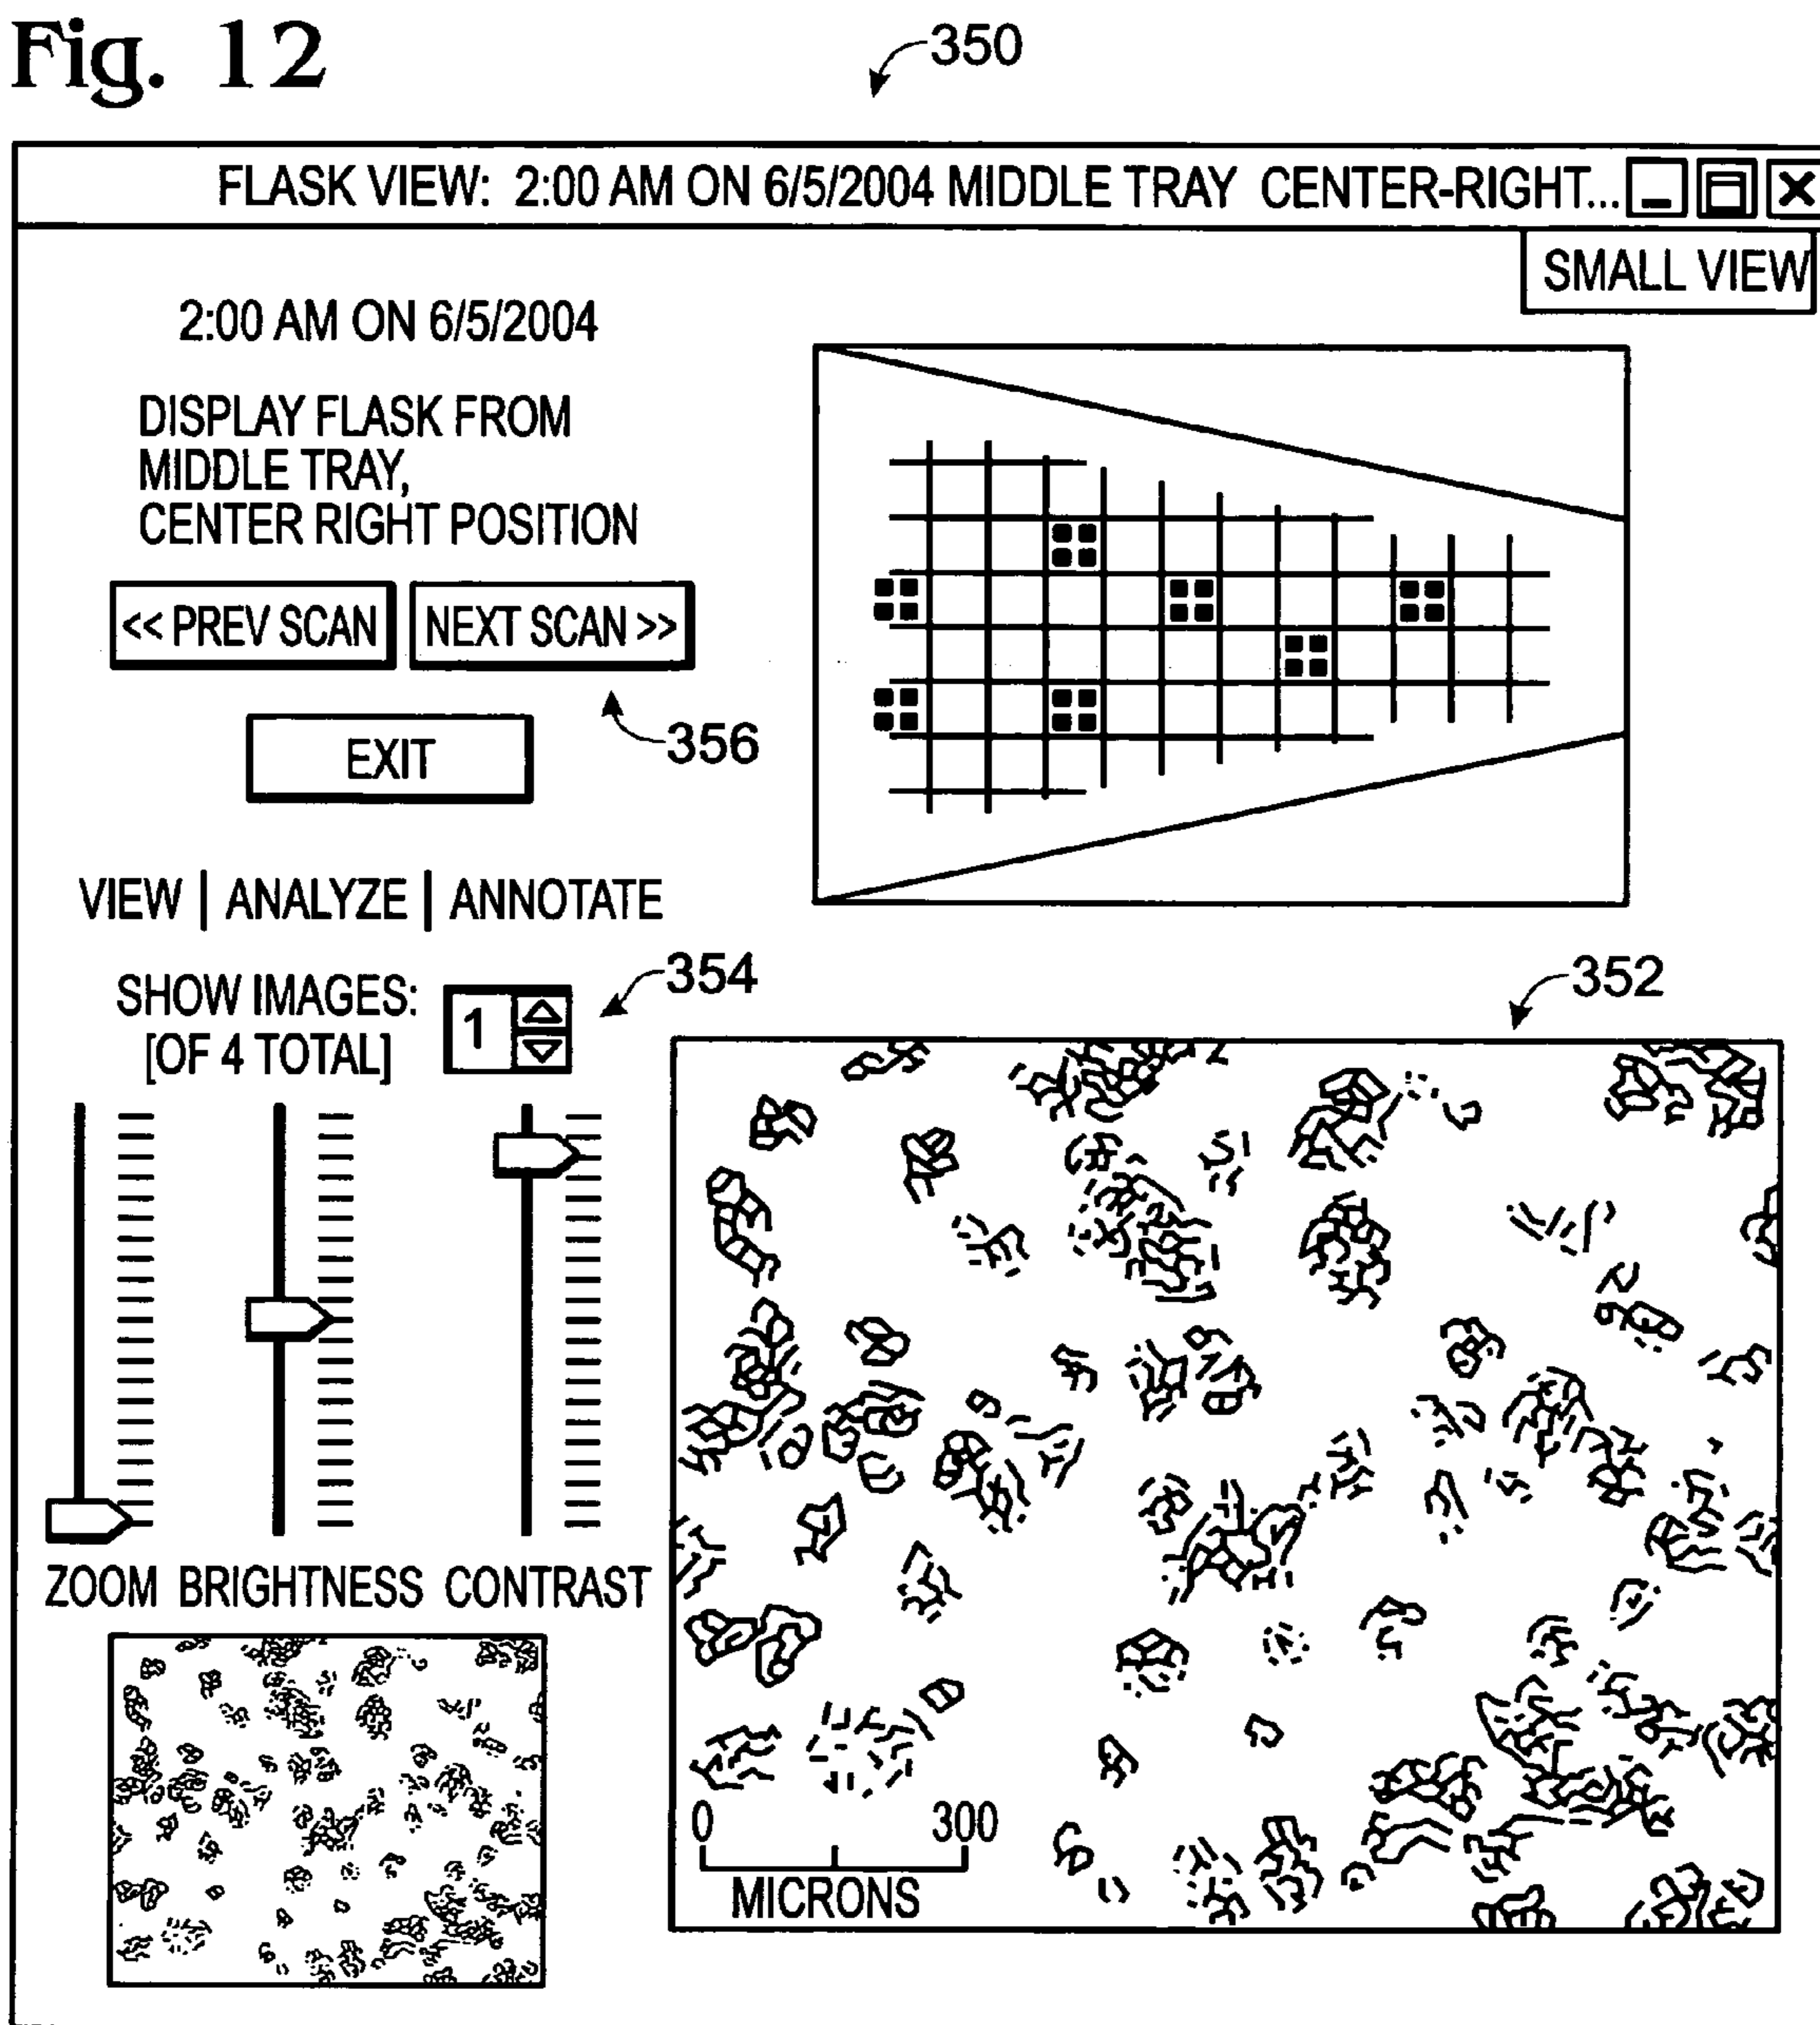 Fig. 12
350
FLASK VIEW: 2:00 AM ON 6/5/2004 MIDDLE TRAY CENTER-RIGHT...
SMALL VIEW
2:00 AM ON 6/5/2004
DISPLAY FLASK FROM
MIDDLE TRAY,
CENTER RIGHT POSITION
<< PREV SCAN
NEXT SCAN >>
356
EXIT
VIEW | ANALYZE | ANNOTATE
SHOW IMAGES:
[OF 4 TOTAL]
1
354
352
ZOOM BRIGHTNESS CONTRAST
0 300
MICRONS